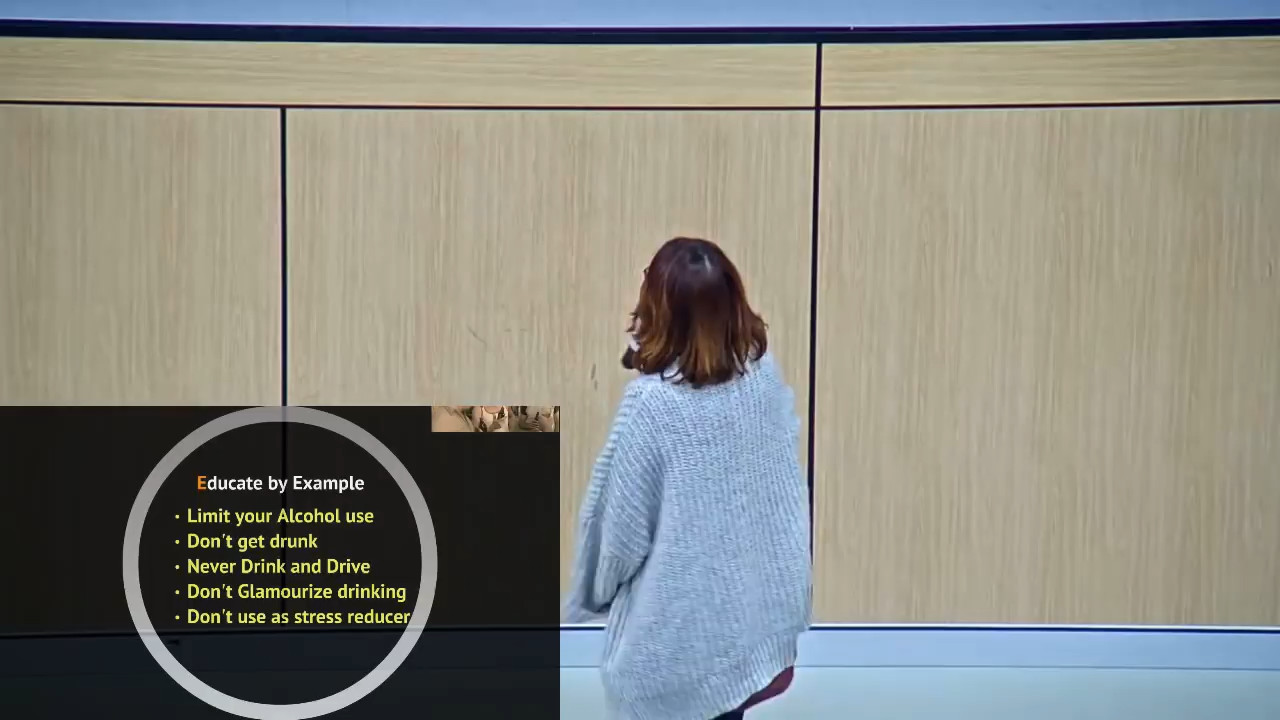 Educate by Example
· Limit your Alcohol use
· Don't get drunk
· Never Drink and Drive
· Don't Glamourize drinking
· Don't use as stress reducer